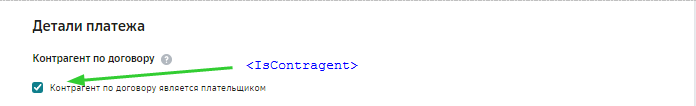 Детали платежа
Контрагент по договору ?
<IsContragent>
Контрагент по договору является плательщиком